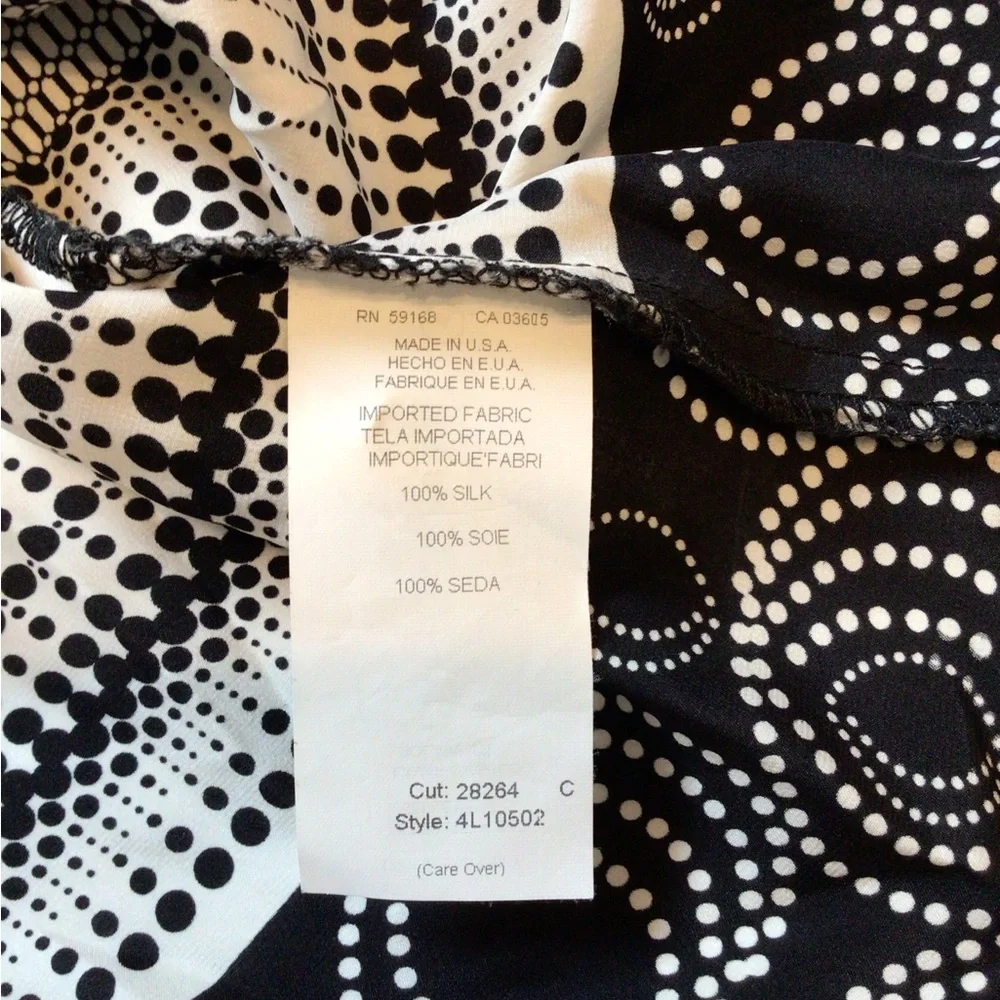 RN 59168 CA 03605
MADE IN U.S.A.
HECHO EN E.U.A.
FABRIQUE EN E.U.A.
IMPORTED FABRIC
TELA IMPORTADA
IMPORTIQUE'FABRI
100% SILK
100% SOIE
100% SEDA
Cut: 28264 C
Style: 4L10502
(Care Over)